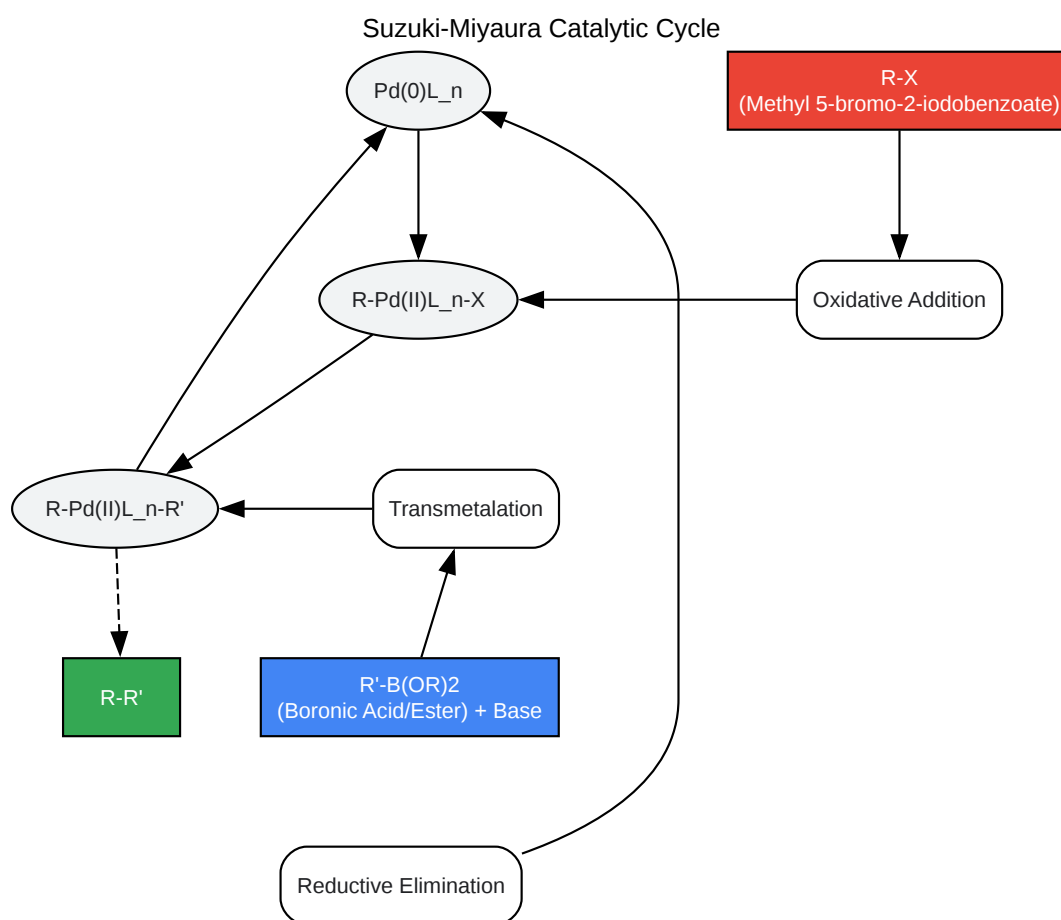 Suzuki-Miyaura Catalytic Cycle
Pd(0)L_n
R-X
(Methyl 5-bromo-2-iodobenzoate)
R-Pd(II)L_n-X
Oxidative Addition
R-Pd(II)L_n-R'
Transmetalation
R-R'
R'-B(OR)2
(Boronic Acid/Ester) + Base
Reductive Elimination